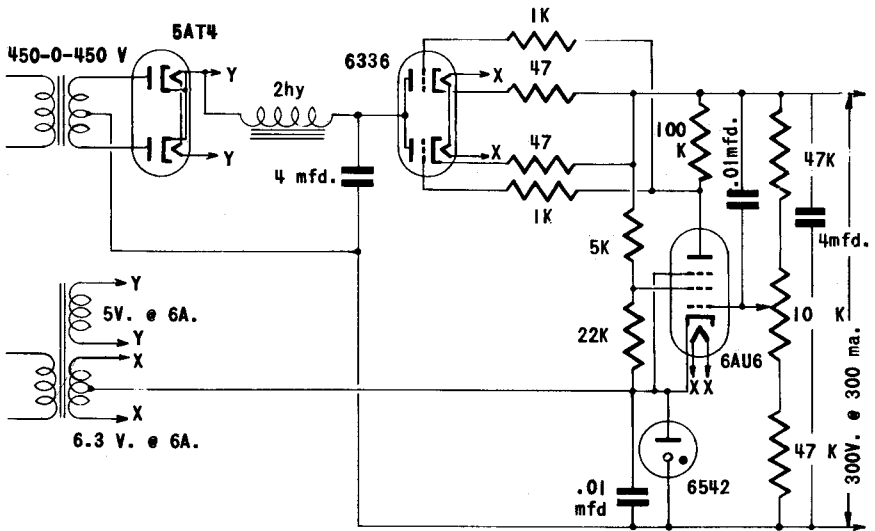 450-0-450 V
5AT4
Y
Y
2hy
4 mfd.
6336
X
X
1K
47
47
1K
100
K
.01mfd.
47K
4mfd.
5K
22K
10 K
6AU6
X X
47 K
300V. @ 300 ma.
Y
5V. @ 6A.
Y
X
X
6.3 V. @ 6A.
.01
mfd
6542